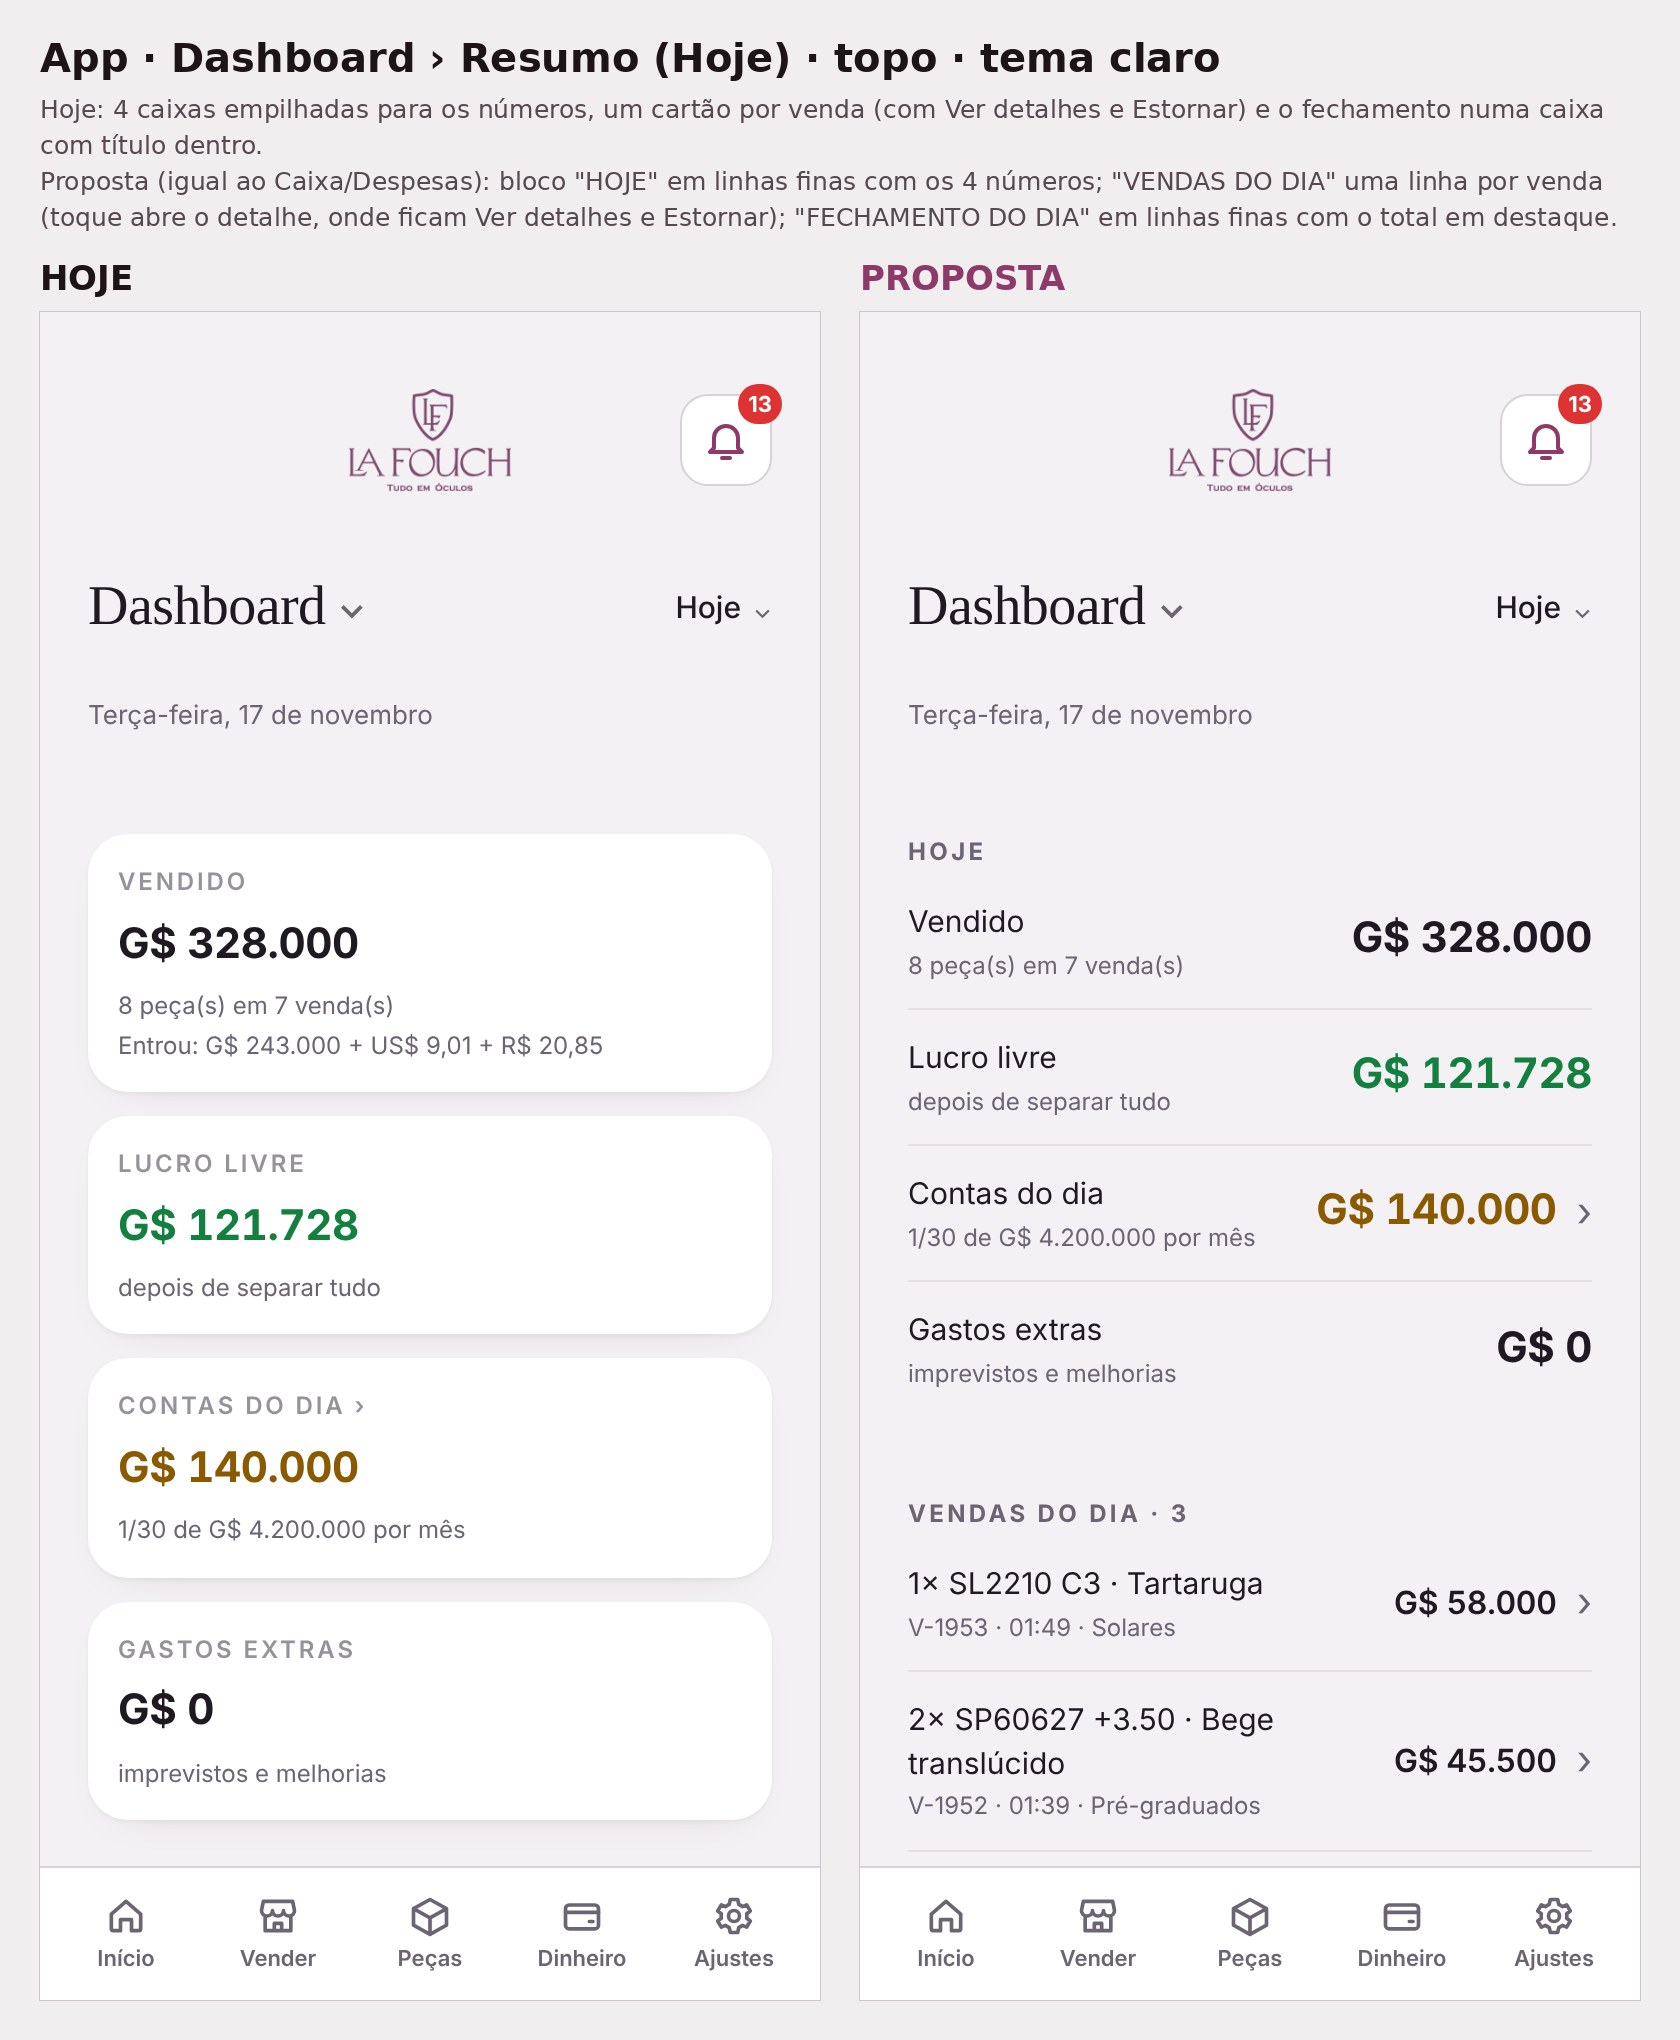 App · Dashboard › Resumo (Hoje) · topo · tema claro
Hoje: 4 caixas empilhadas para os números, um cartão por venda (com Ver detalhes e Estornar) e o fechamento numa caixa
com título dentro.
Proposta (igual ao Caixa/Despesas): bloco "HOJE" em linhas finas com os 4 números; "VENDAS DO DIA" uma linha por venda
(toque abre o detalhe, onde ficam Ver detalhes e Estornar); "FECHAMENTO DO DIA" em linhas finas com o total em destaque.
HOJE
LF
LA FOUCH
TUDO EM ÓCULOS
13
Dashboard
Hoje
Terça-feira, 17 de novembro
VENDIDO
G$ 328.000
8 peça(s) em 7 venda(s)
Entrou: G$ 243.000 + US$ 9,01 + R$ 20,85
LUCRO LIVRE
G$ 121.728
depois de separar tudo
CONTAS DO DIA ›
G$ 140.000
1/30 de G$ 4.200.000 por mês
GASTOS EXTRAS
G$ 0
imprevistos e melhorias
Início
Vender
Peças
Dinheiro
Ajustes
PROPOSTA
LF
LA FOUCH
TUDO EM ÓCULOS
13
Dashboard
Hoje
Terça-feira, 17 de novembro
HOJE
Vendido
G$ 328.000
8 peça(s) em 7 venda(s)
Lucro livre
G$ 121.728
depois de separar tudo
Contas do dia
G$ 140.000 ›
1/30 de G$ 4.200.000 por mês
Gastos extras
G$ 0
imprevistos e melhorias
VENDAS DO DIA · 3
1× SL2210 C3 · Tartaruga
G$ 58.000 ›
V-1953 · 01:49 · Solares
2× SP60627 +3.50 · Bege
translúcido
G$ 45.500 ›
V-1952 · 01:39 · Pré-graduados
Início
Vender
Peças
Dinheiro
Ajustes